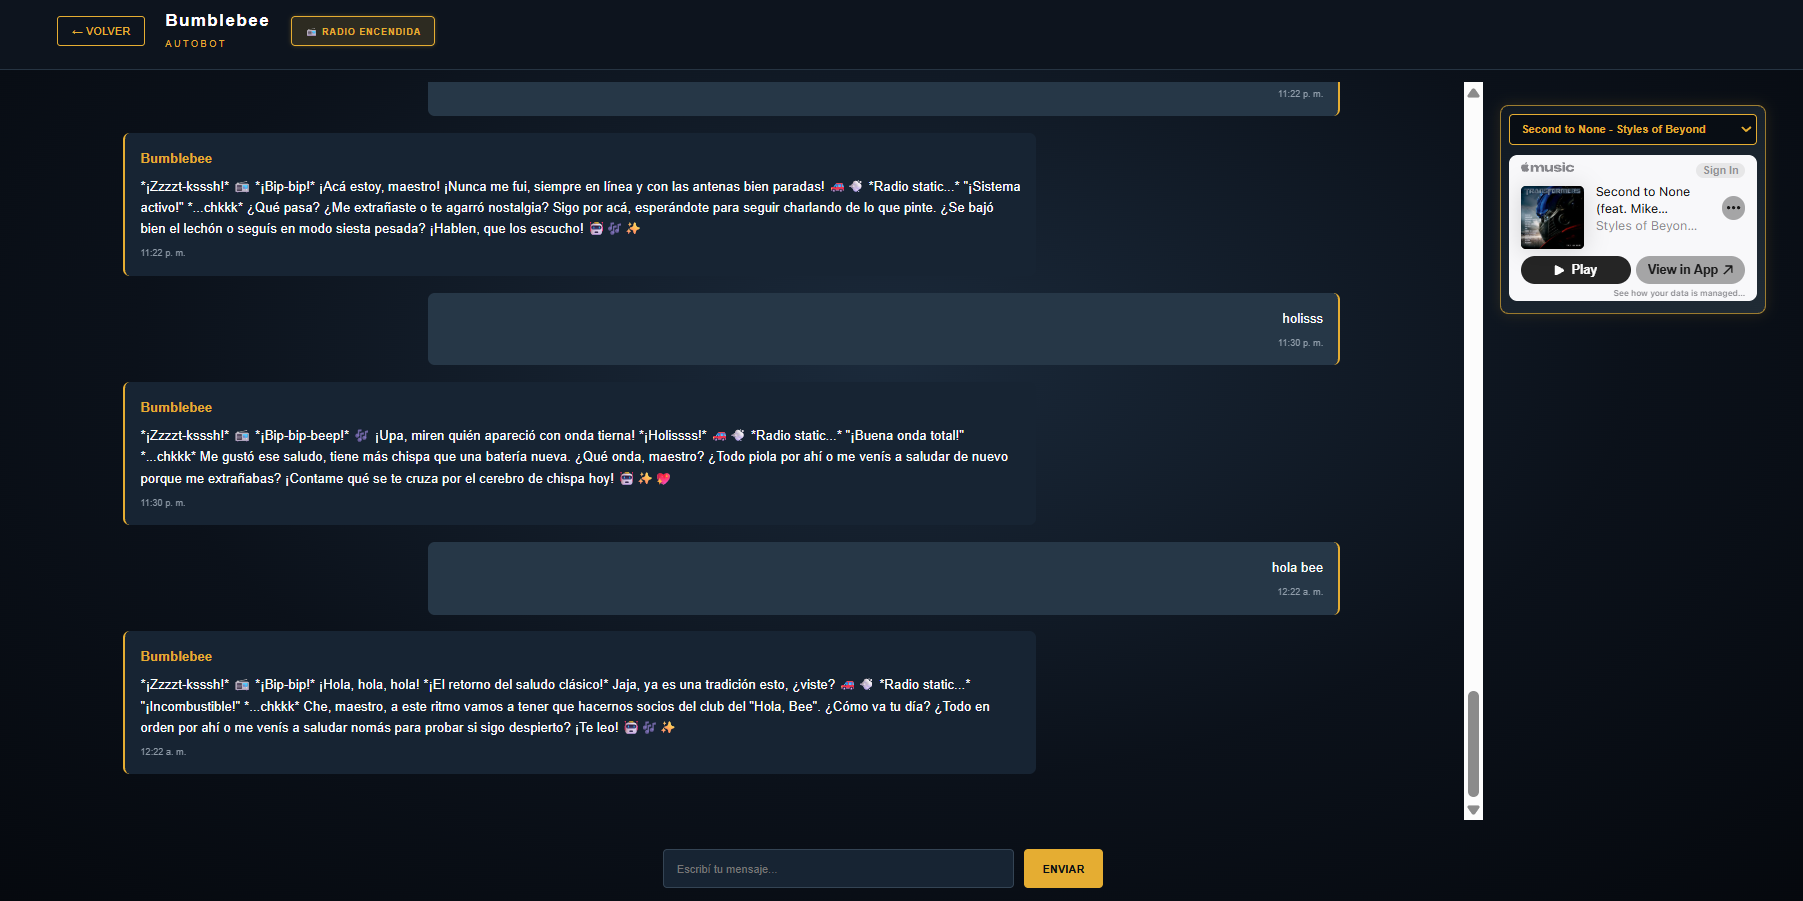 ← VOLVER
Bumblebee
AUTOBOT
📻 RADIO ENCENDIDA
11:22 p. m.
Bumblebee
*¡Zzzzt-ksssh!* 📻 *¡Bip-bip!* ¡Acá estoy, maestro! ¡Nunca me fui, siempre en línea y con las antenas bien paradas! 🚗 📡 *Radio static...* "¡Sistema
activo!" *...chkkk* ¿Qué pasa? ¿Me extrañaste o te agarró nostalgia? Sigo por acá, esperándote para seguir charlando de lo que pinte. ¿Se bajó
bien el lechón o seguís en modo siesta pesada? ¡Hablen, que los escucho! 🤖 🎶 ✨
11:22 p. m.
holisss
11:30 p. m.
Bumblebee
*¡Zzzzt-ksssh!* 📻 *¡Bip-bip-beep!* 🎶 ¡Upa, miren quién apareció con onda tierna! *¡Holissss!* 🚗 📡 *Radio static...* "¡Buena onda total!"
*...chkkk* Me gustó ese saludo, tiene más chispa que una batería nueva. ¿Qué onda, maestro? ¿Todo piola por ahí o me venís a saludar de nuevo
porque me extrañabas? ¡Contame qué se te cruza por el cerebro de chispa hoy! 🤖 ✨ 💖
11:30 p. m.
hola bee
12:22 a. m.
Bumblebee
*¡Zzzzt-ksssh!* 📻 *¡Bip-bip!* ¡Hola, hola, hola! *¡El retorno del saludo clásico!* Jaja, ya es una tradición esto, ¿viste? 🚗 📡 *Radio static...*
"¡Incombustible!" *...chkkk* Che, maestro, a este ritmo vamos a tener que hacernos socios del club del "Hola, Bee". ¿Cómo va tu día? ¿Todo en
orden por ahí o me venís a saludar nomás para probar si sigo despierto? ¡Te leo! 🤖 🎶 ✨
12:22 a. m.
Escribí tu mensaje...
ENVIAR
Second to None - Styles of Beyond
Music
Sign In
TRANSFORMERS
Second to None
(feat. Mike...
Styles of Beyon...
Play
View in App ↗
See how your data is managed...